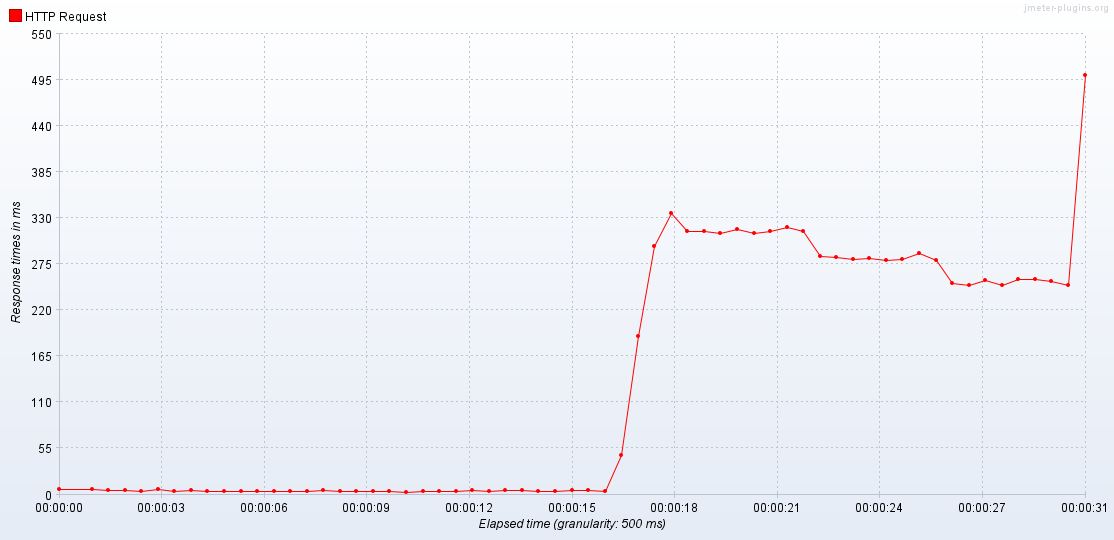 jmeter-plugins.org
HTTP Request
550
495
440
385
330
275
220
165
110
55
0
Response times in ms
00:00:00 00:00:03 00:00:06 00:00:09 00:00:12 00:00:15 00:00:18 00:00:21 00:00:24 00:00:27 00:00:31
Elapsed time (granularity: 500 ms)